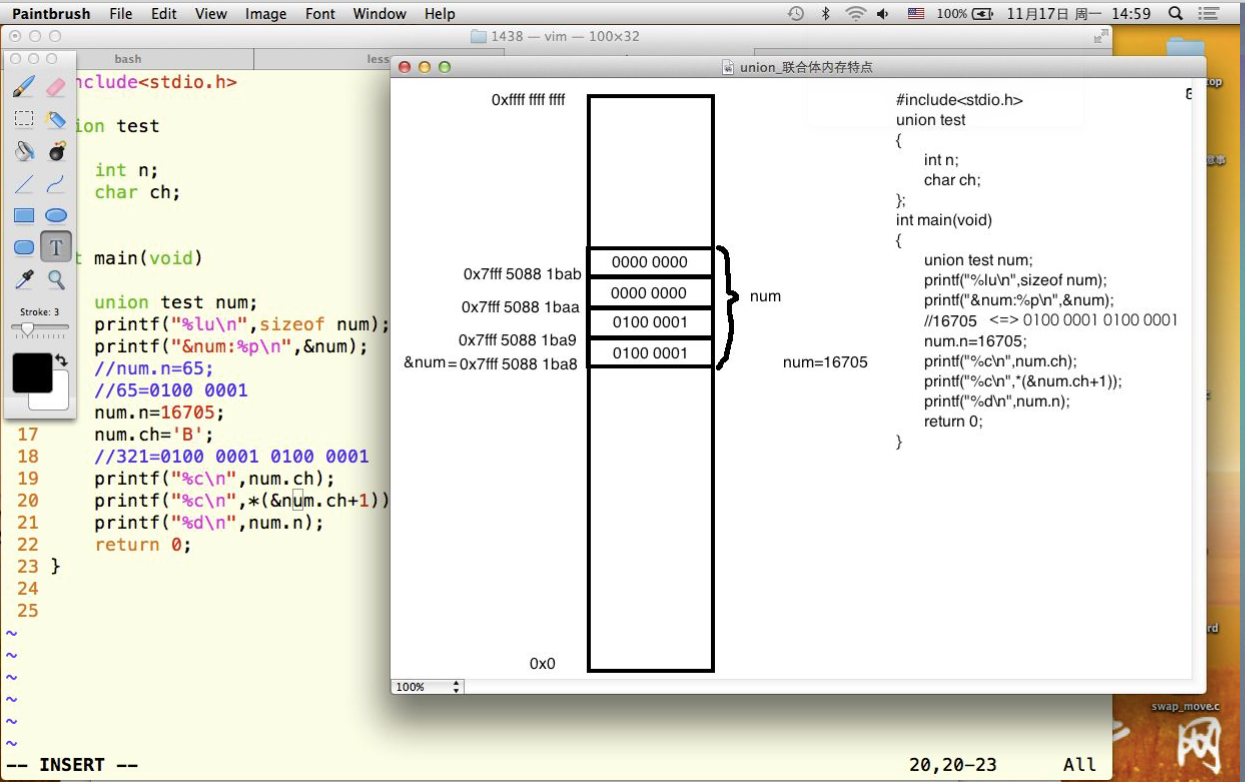 Paintbrush File Edit View Image Font Window Help 100% 11月17日 周一 14:59
1438 — vim — 100×32
bash
less
union_联合体内存特点
Stroke: 3
nclude<stdio.h>
ion test
int n;
char ch;
t main(void)
union test num;
printf("%lu\n",sizeof num);
printf("&num:%p\n",&num);
//num.n=65;
//65=0100 0001
num.n=16705;
17 num.ch='B';
18 //321=0100 0001 0100 0001
19 printf("%c\n",num.ch);
20 printf("%c\n",*(&num.ch+1))
21 printf("%d\n",num.n);
22 return 0;
23 }
24
25
~
~
~
~
~
~
-- INSERT -- 20,20-23 All
0xffff ffff ffff
0000 0000
0x7fff 5088 1bab
0000 0000
0x7fff 5088 1baa
0100 0001
0x7fff 5088 1ba9
0100 0001
&num=0x7fff 5088 1ba8
num
num=16705
0x0
100%
#include<stdio.h>
union test
{
int n;
char ch;
};
int main(void)
{
union test num;
printf("%lu\n",sizeof num);
printf("&num:%p\n",&num);
//16705 <=> 0100 0001 0100 0001
num.n=16705;
printf("%c\n",num.ch);
printf("%c\n",*(&num.ch+1));
printf("%d\n",num.n);
return 0;
}
top
rd
swap_move.c
网